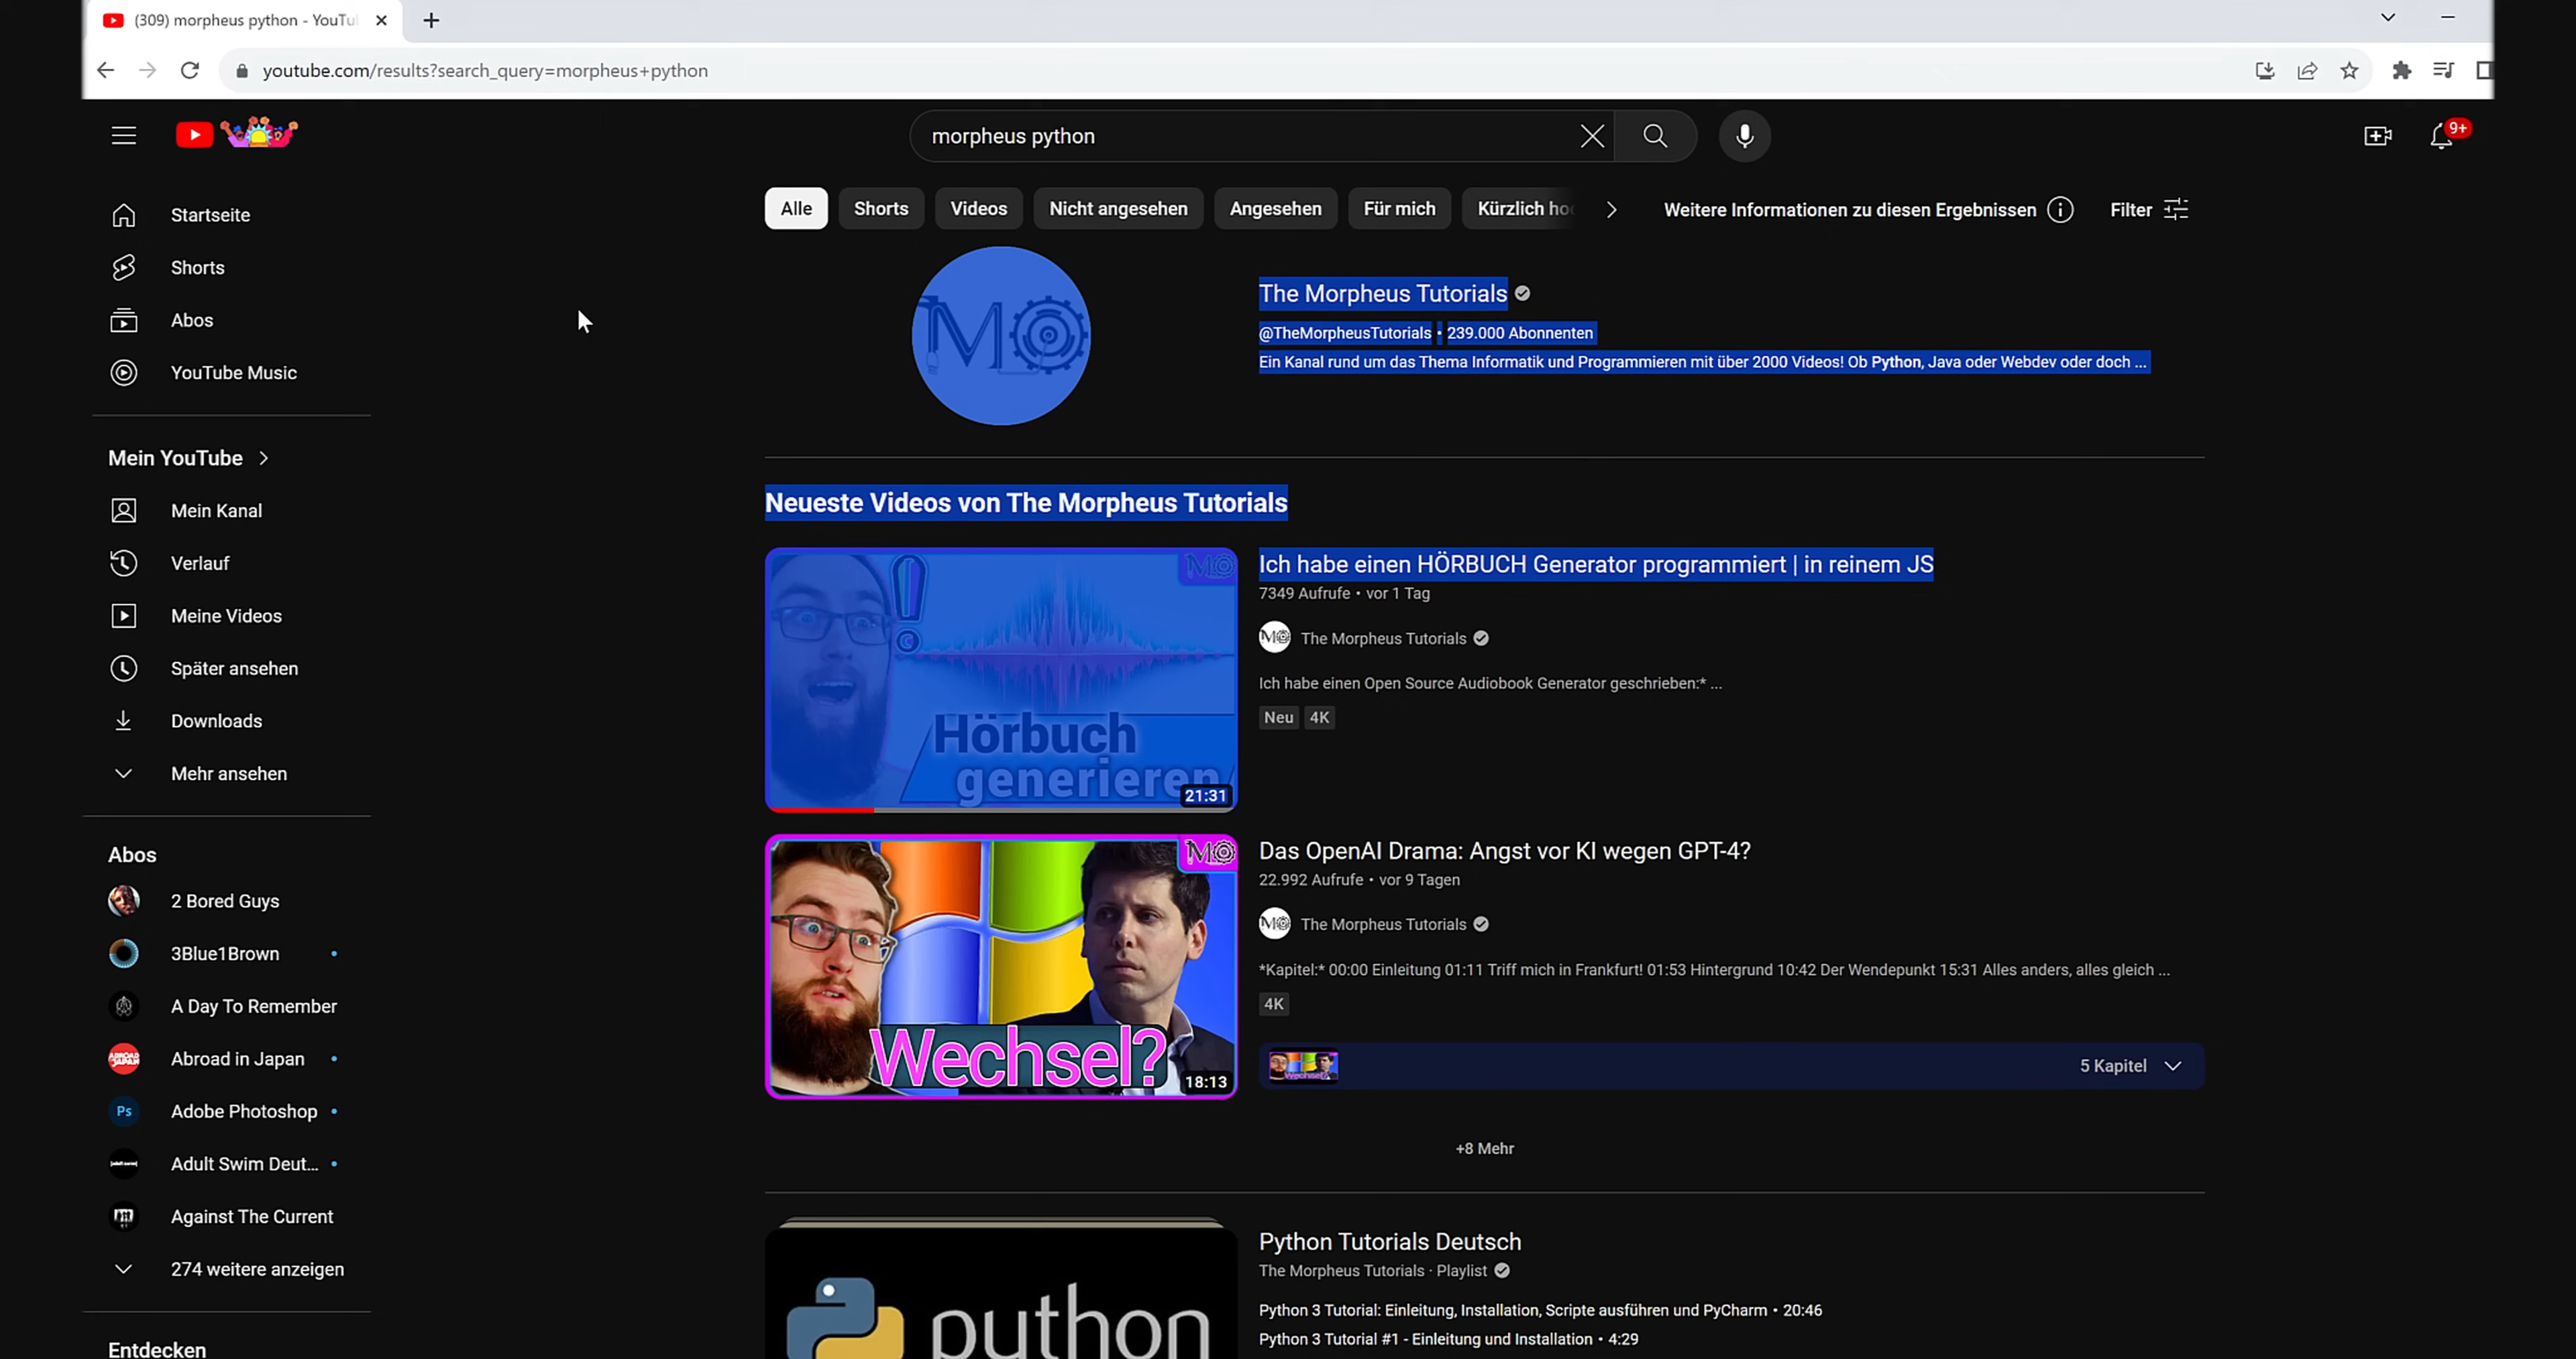 (309) morpheus python - YouTu
youtube.com/results?search_query=morpheus+python
morpheus python
9+
Alle
Shorts
Videos
Nicht angesehen
Angesehen
Für mich
Kürzlich ho
Weitere Informationen zu diesen Ergebnissen
Filter
Startseite
Shorts
Abos
YouTube Music
Mein YouTube
Mein Kanal
Verlauf
Meine Videos
Später ansehen
Downloads
Mehr ansehen
Abos
2 Bored Guys
3Blue1Brown
A Day To Remember
ABROAD JAPAN
Abroad in Japan
Ps
Adobe Photoshop
Adult Swim Deut...
Against The Current
274 weitere anzeigen
Entdecken
MO
The Morpheus Tutorials
@TheMorpheusTutorials • 239.000 Abonnenten
Ein Kanal rund um das Thema Informatik und Programmieren mit über 2000 Videos! Ob Python, Java oder Webdev oder doch ...
Neueste Videos von The Morpheus Tutorials
MO
Hörbuch
generieren
21:31
Ich habe einen HÖRBUCH Generator programmiert | in reinem JS
7349 Aufrufe • vor 1 Tag
MO
The Morpheus Tutorials
Ich habe einen Open Source Audiobook Generator geschrieben:* ...
Neu
4K
MO
Wechsel?
18:13
Das OpenAI Drama: Angst vor KI wegen GPT-4?
22.992 Aufrufe • vor 9 Tagen
MO
The Morpheus Tutorials
*Kapitel:* 00:00 Einleitung 01:11 Triff mich in Frankfurt! 01:53 Hintergrund 10:42 Der Wendepunkt 15:31 Alles anders, alles gleich ...
4K
Wechsel?
5 Kapitel
+8 Mehr
python
Python Tutorials Deutsch
The Morpheus Tutorials · Playlist
Python 3 Tutorial: Einleitung, Installation, Scripte ausführen und PyCharm • 20:46
Python 3 Tutorial #1 - Einleitung und Installation • 4:29